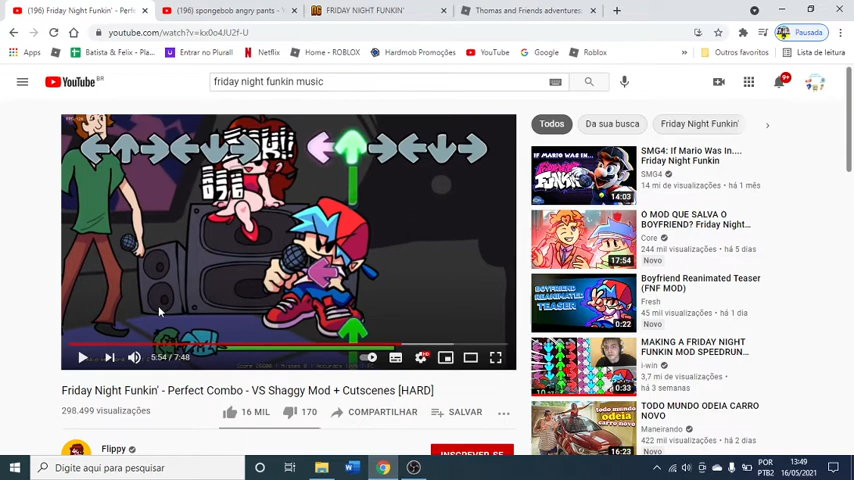 (196) Friday Night Funkin' - Perfe
(196) spongebob angry pants - Y
FRIDAY NIGHT FUNKIN'
Thomas and Friends adventures:
youtube.com/watch?v=kx0o4JU2f-U
Pausada
Apps
Batista & Felix - Bat...
Entrar no Plurall
Netflix
Home - ROBLOX
Hardmob Promoções
YouTube
Google
Roblox
Outros favoritos
Lista de leitura
YouTube BR
friday night funkin music
9+
5:54 / 7:48
Friday Night Funkin' - Perfect Combo - VS Shaggy Mod + Cutscenes [HARD]
298.499 visualizações
16 MIL
170
COMPARTILHAR
SALVAR
Flippy
INSCREVER-SE
Todos
Da sua busca
Friday Night Funkin'
SMG4: If Mario Was In....
Friday Night Funkin
SMG4
14 mi de visualizações • há 1 mês
IF MARIO WAS IN...
14:03
O MOD QUE SALVA O
BOYFRIEND? Friday Night...
Core
244 mil visualizações • há 5 dias
Novo
17:54
Boyfriend Reanimated Teaser
(FNF MOD)
Fresh
45 mil visualizações • há 1 dia
Novo
BOYFRIEND
REANIMATED
TEASER
0:22
MAKING A FRIDAY NIGHT
FUNKIN MOD SPEEDRUN...
i-win
3,7 mi de visualizações •
há 3 semanas
0:33
TODO MUNDO ODEIA CARRO
NOVO
Maneirando
422 mil visualizações • há 2 dias
Novo
todo mundo
odeia carro
novo
16:23
Digite aqui para pesquisar
POR
PTB2
13:49
16/05/2021